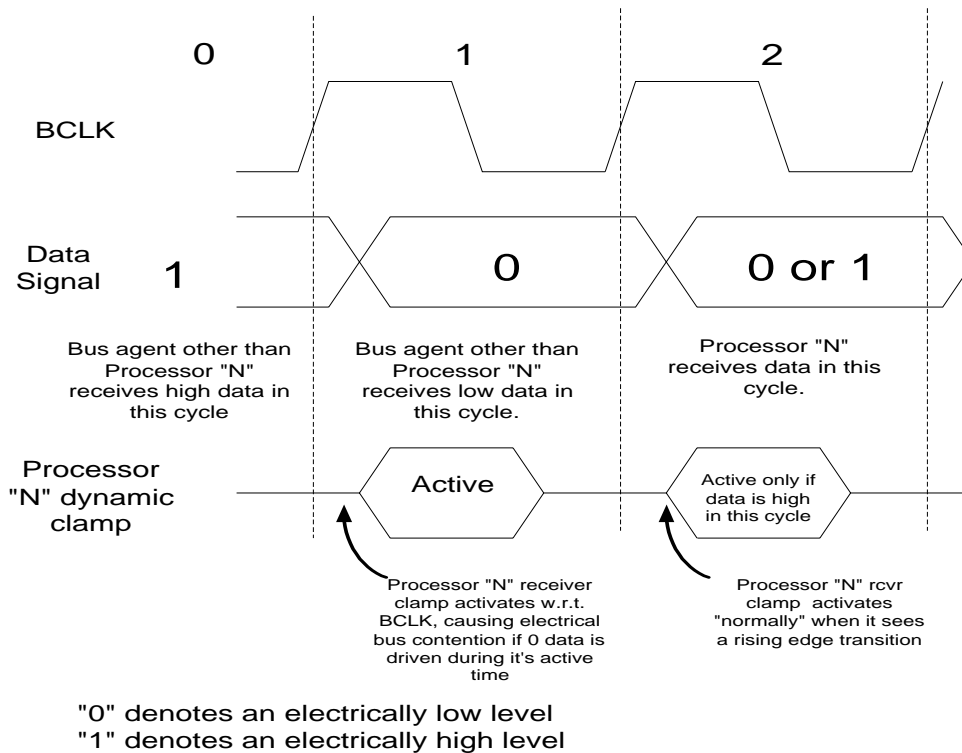 0
1
2
BCLK
Data
Signal
1
0
0 or 1
Bus agent other than
Processor "N"
receives high data in
this cycle
Bus agent other than
Processor "N"
receives low data in
this cycle.
Processor "N"
receives data in this
cycle.
Processor
"N" dynamic
clamp
Active
Active only if
data is high
in this cycle
Processor "N" receiver
clamp activates w.r.t.
BCLK, causing electrical
bus contention if 0 data is
driven during it's active
time
Processor "N" rcvr
clamp activates
"normally" when it sees
a rising edge transition
"0" denotes an electrically low level
"1" denotes an electrically high level